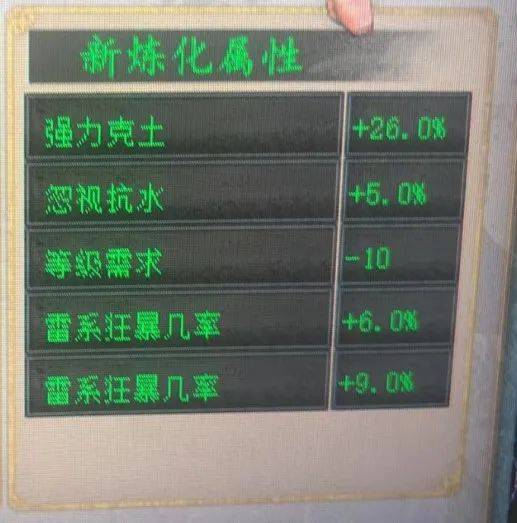 新炼化属性
强力克土 +26.0%
忽视抗水 +5.0%
等级需求 -10
雷系狂暴几率 +6.0%
雷系狂暴几率 +9.0%